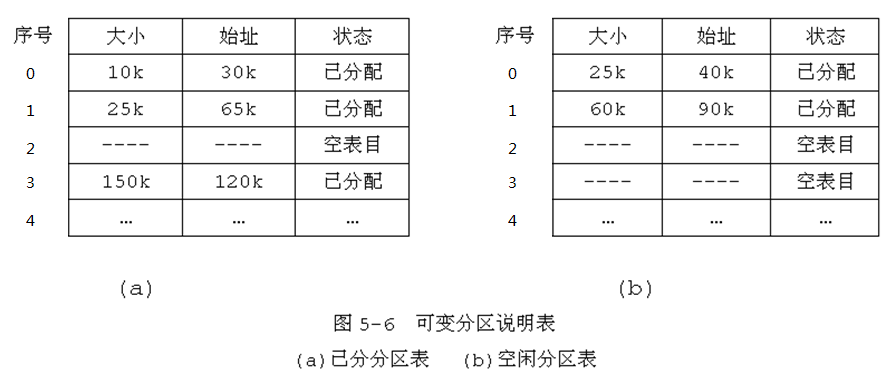 序号 大小 始址 状态 序号 大小 始址 状态
0 10k 30k 已分配 0 25k 40k 已分配
1 25k 65k 已分配 1 60k 90k 已分配
2 ---- ---- 空表目 2 ---- ---- 空表目
3 150k 120k 已分配 3 ---- ---- 空表目
4 … … … 4 … … …
(a) (b)
图 5-6 可变分区说明表
(a)已分分区表 (b)空闲分区表